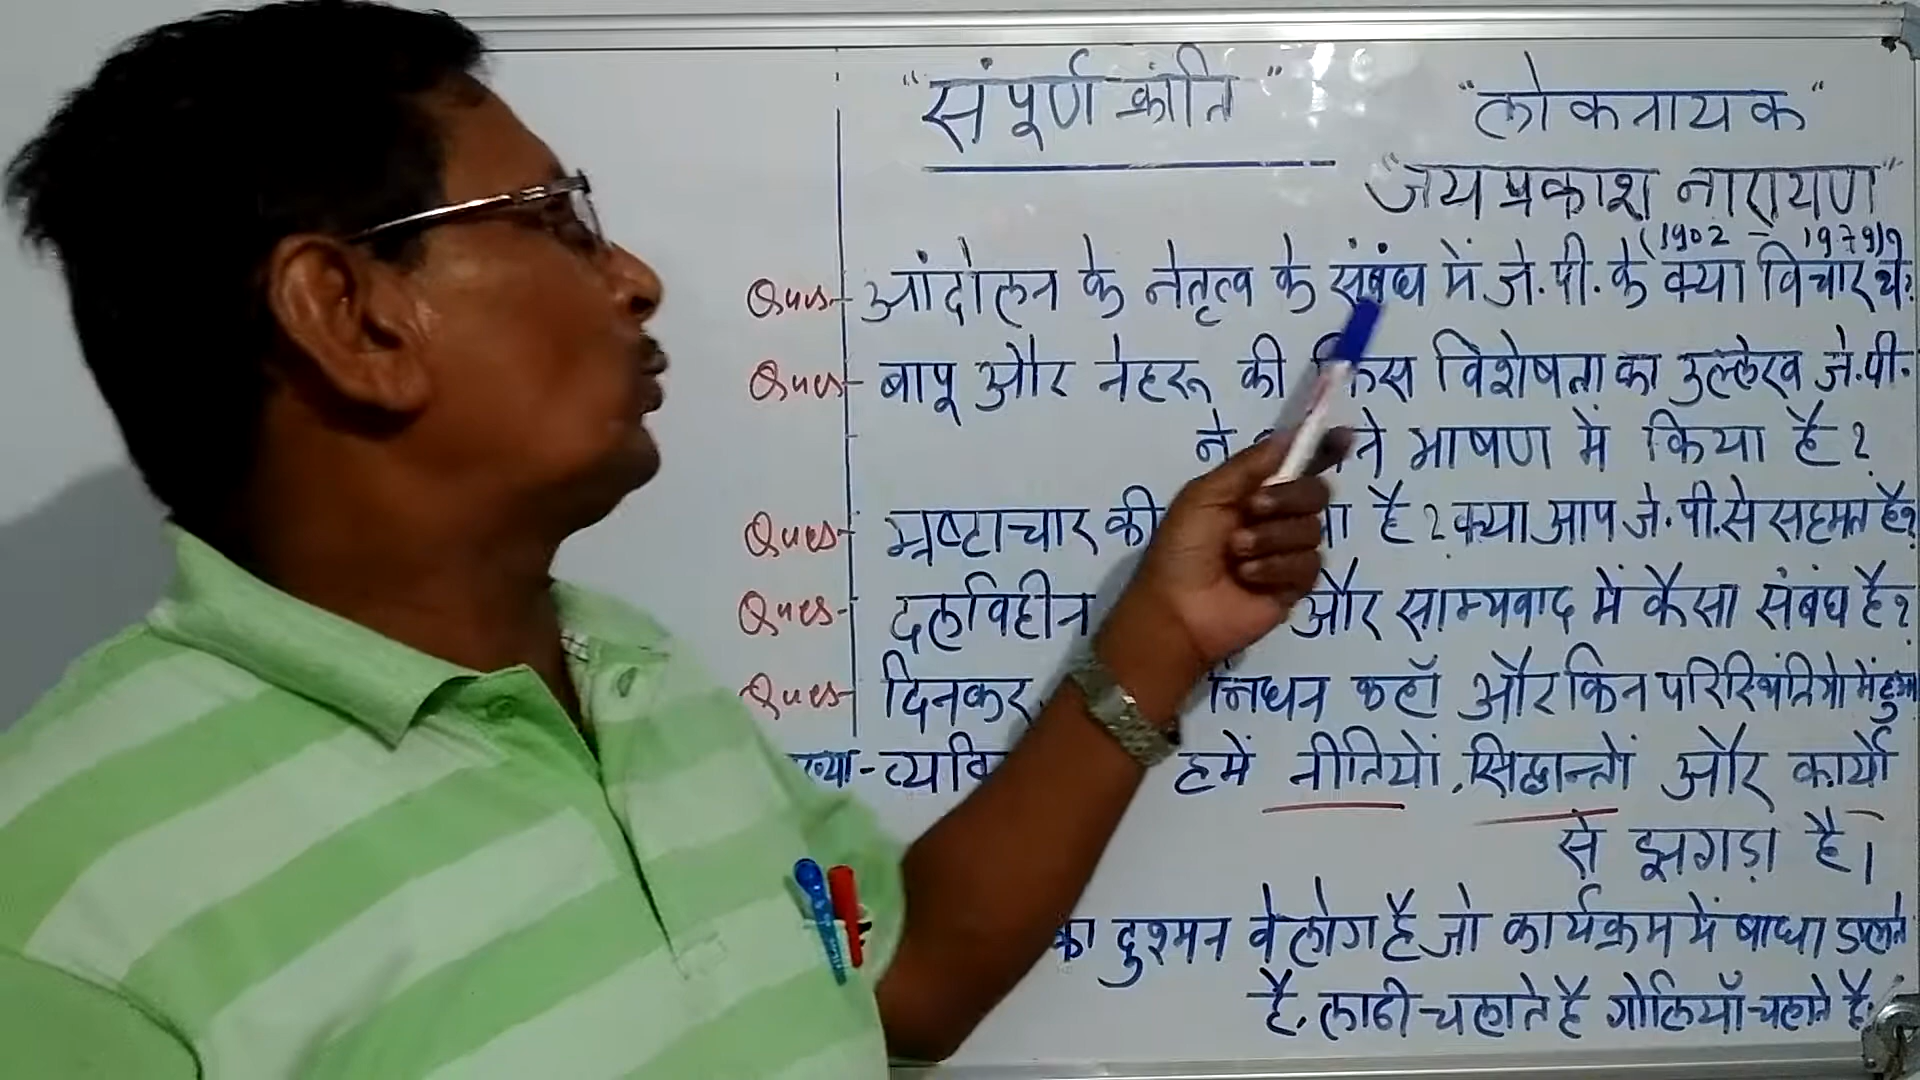 "संपूर्ण क्रांति"
"लोकनायक"
"जयप्रकाश नारायण"
(1902 - 1979)
Ques- आंदोलन के नेतृत्व के संबंध में जे.पी. के क्या विचार थे?
Ques- बापू और नेहरू की किस विशेषता का उल्लेख जे.पी.
ने भाषण में किया है?
Ques- भ्रष्टाचार की है? क्या आप जे.पी. से सहमत है?
Ques- दलविहीन और साम्यवाद में कैसा संबंध है?
Ques- दिनकर निधन कहाँ और किन परिस्थितियो में हुआ
हमें नीतियों, सिद्धान्तों और कार्यो
से झगड़ा है।
का दुश्मन वे लोग है जो कार्यक्रम में बाधा डालते
है, लाठी चलाते है गोलियाँ चलाते है।